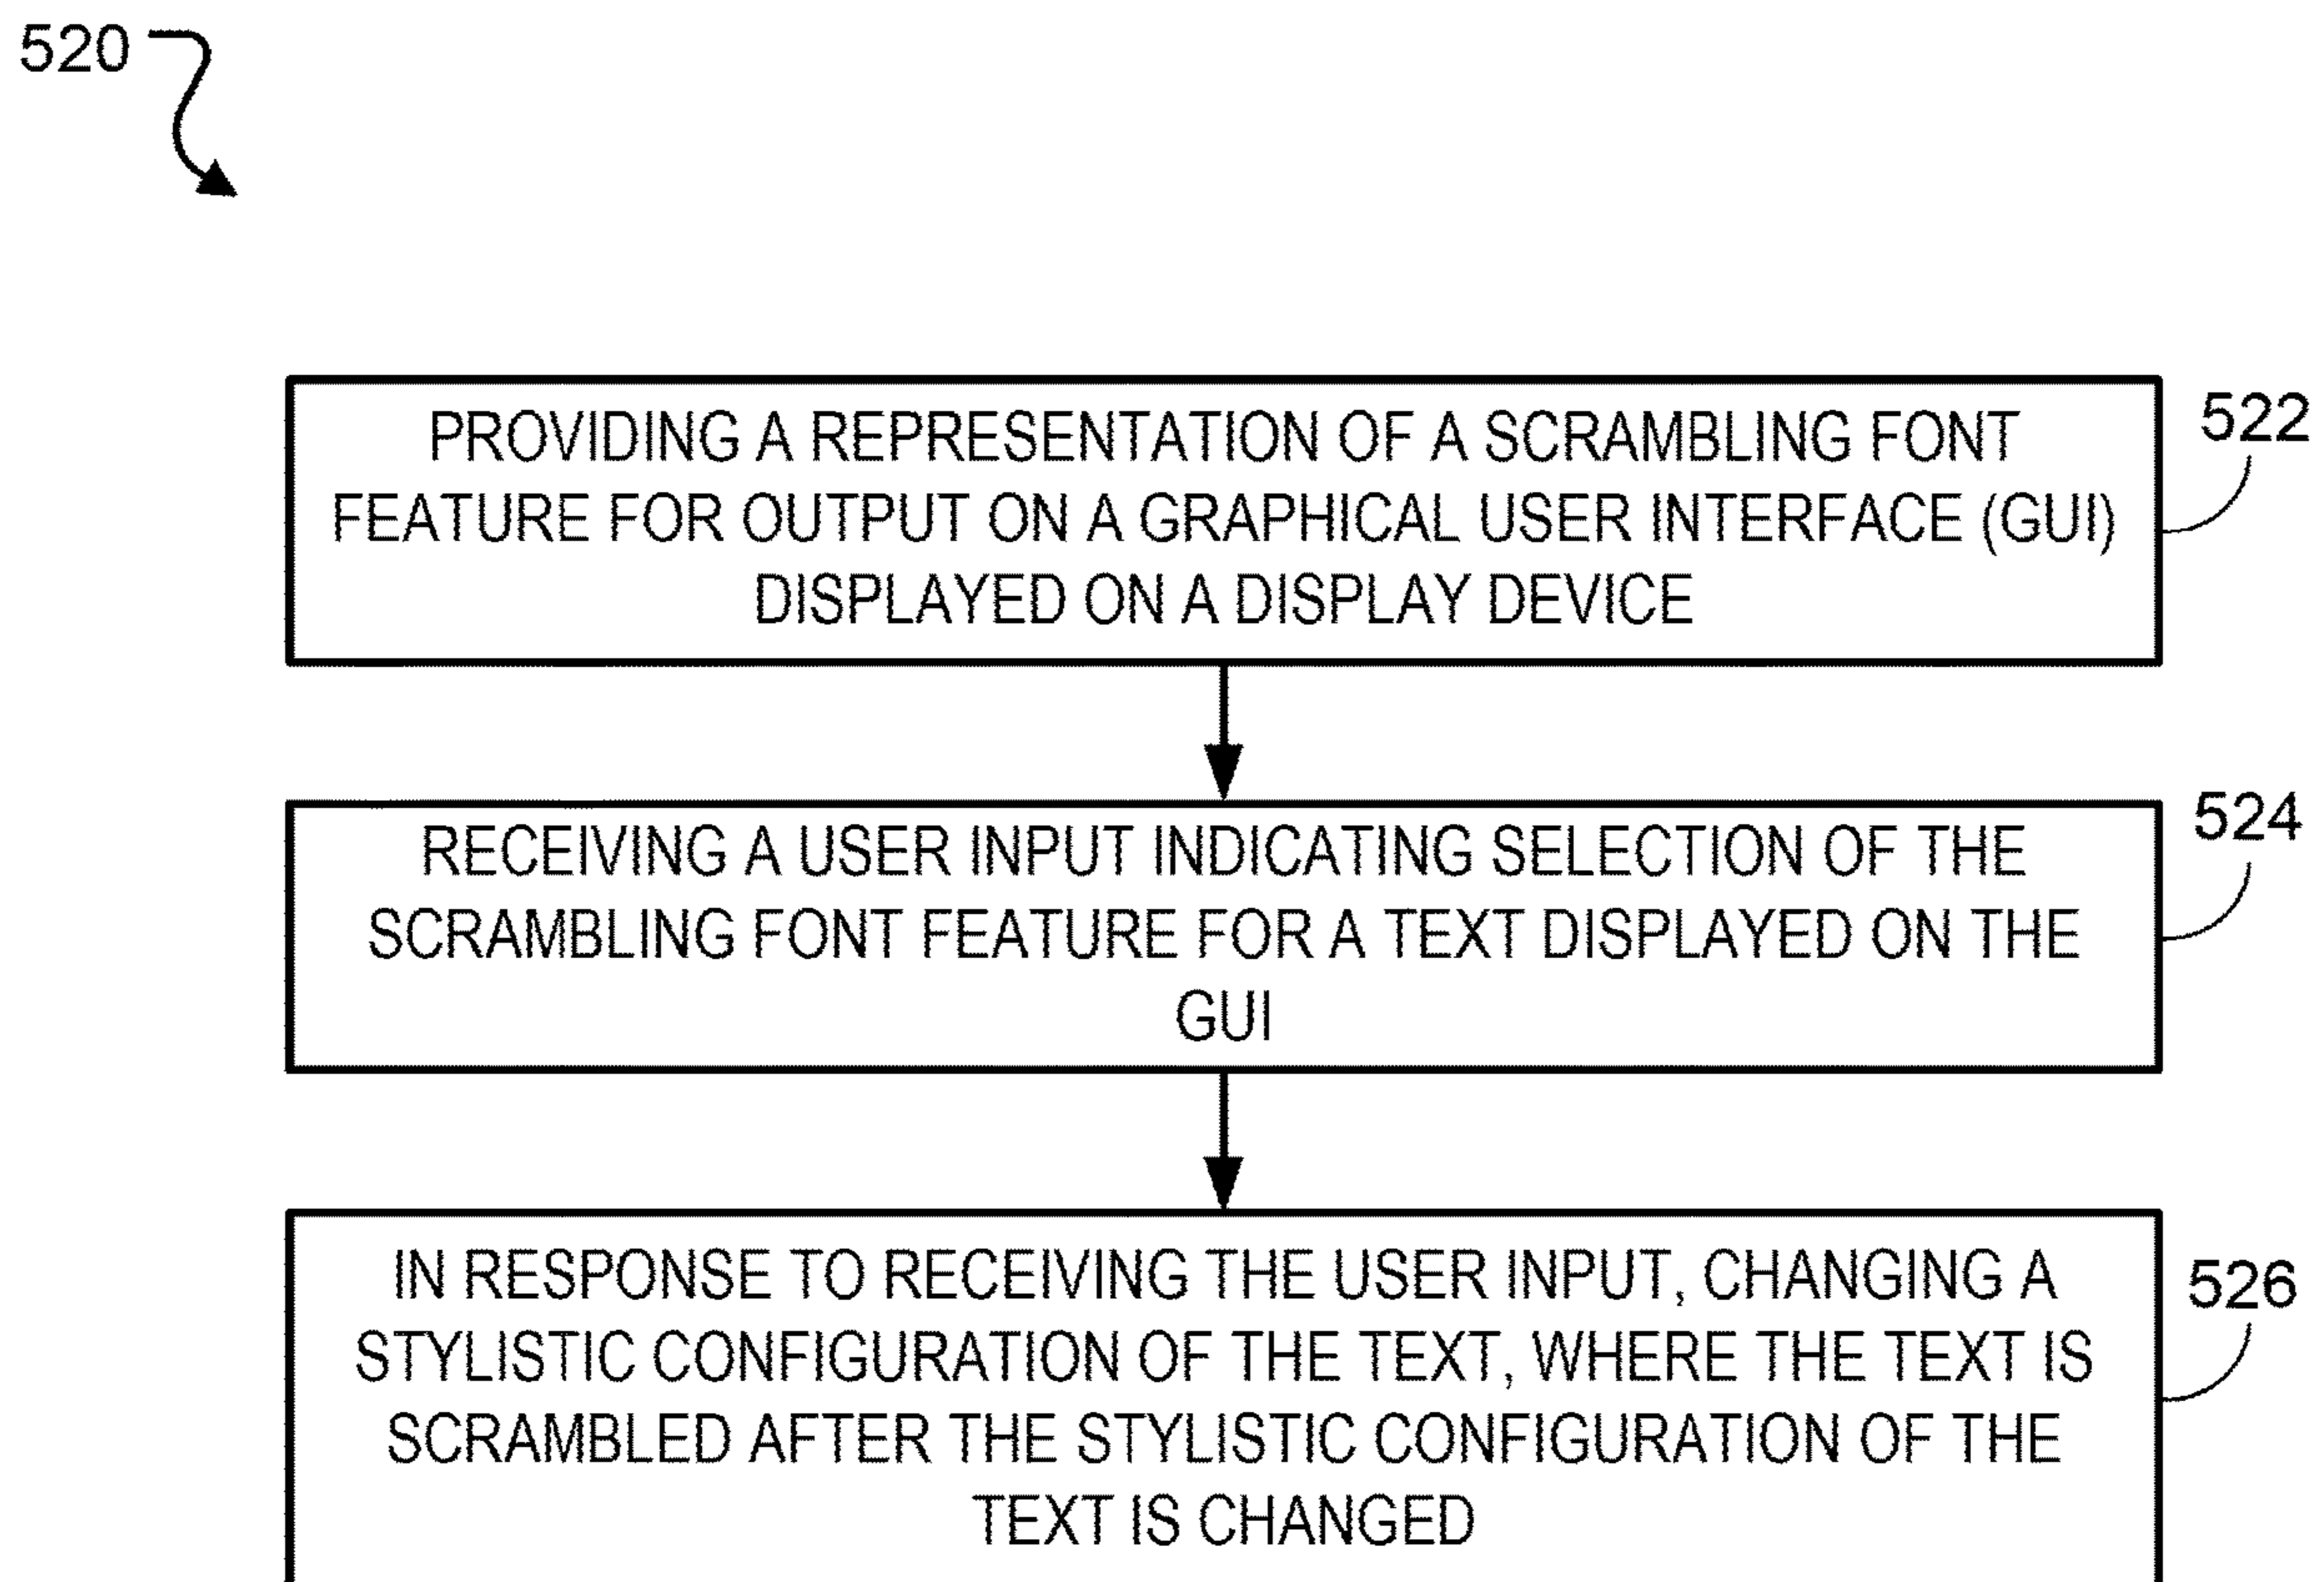 520
PROVIDING A REPRESENTATION OF A SCRAMBLING FONT
FEATURE FOR OUTPUT ON A GRAPHICAL USER INTERFACE (GUI)
DISPLAYED ON A DISPLAY DEVICE
522
RECEIVING A USER INPUT INDICATING SELECTION OF THE
SCRAMBLING FONT FEATURE FOR A TEXT DISPLAYED ON THE
GUI
524
IN RESPONSE TO RECEIVING THE USER INPUT, CHANGING A
STYLISTIC CONFIGURATION OF THE TEXT, WHERE THE TEXT IS
SCRAMBLED AFTER THE STYLISTIC CONFIGURATION OF THE
TEXT IS CHANGED
526